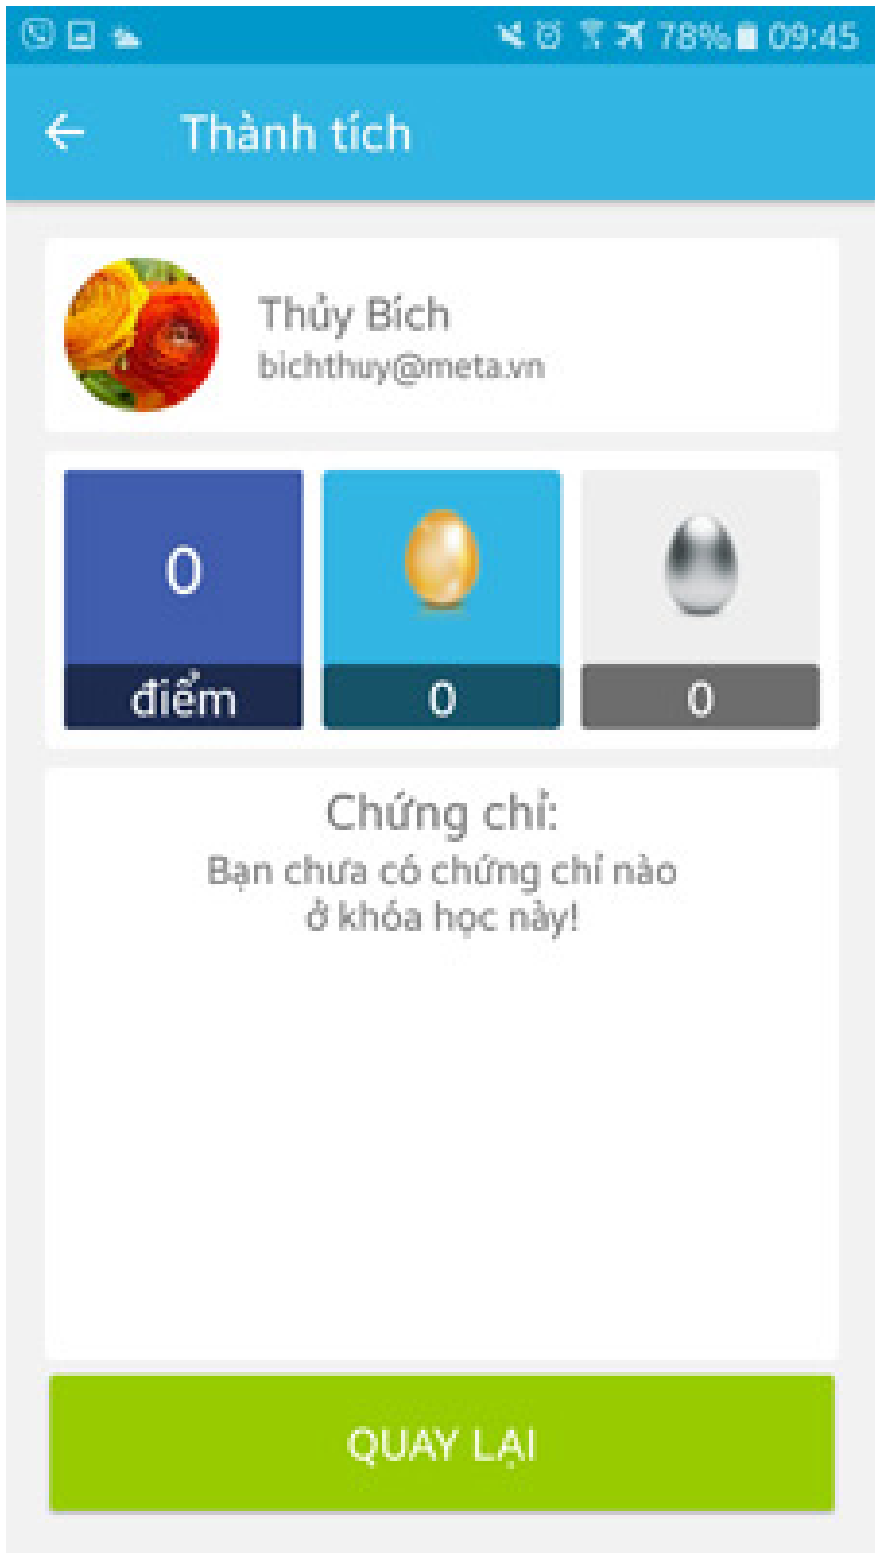 78% 09:45
Thành tích
Thủy Bích
bichthuy@meta.vn
0
điểm
0
0
Chứng chỉ:
Bạn chưa có chứng chỉ nào
ở khóa học này!
QUAY LẠI